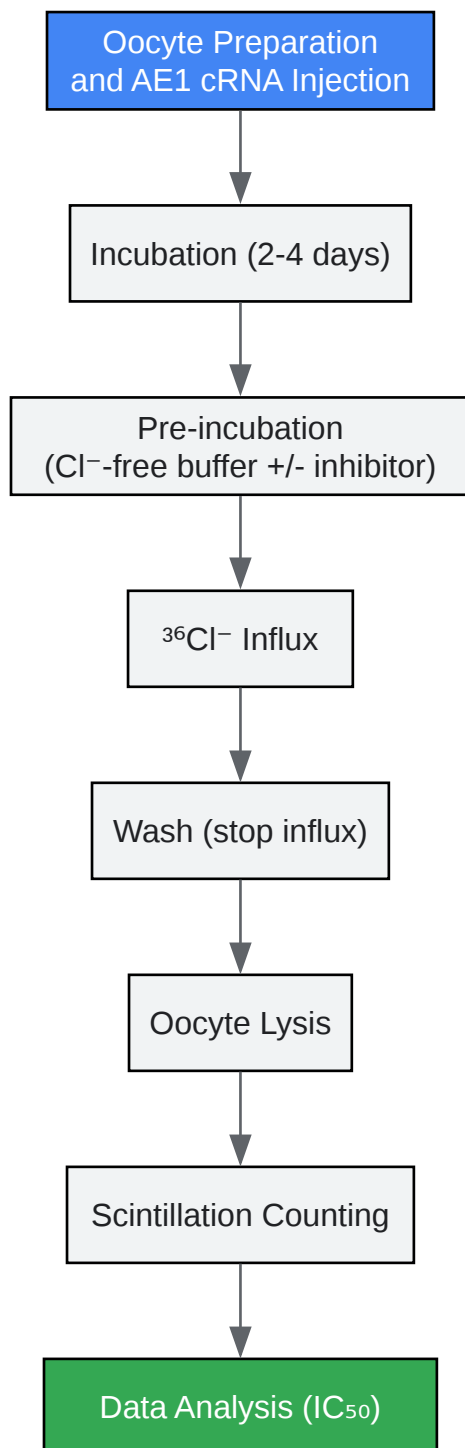 Oocyte Preparation
and AE1 cRNA Injection
Incubation (2-4 days)
Pre-incubation
(Cl⁻-free buffer +/- inhibitor)
³⁶Cl⁻ Influx
Wash (stop influx)
Oocyte Lysis
Scintillation Counting
Data Analysis (IC₅₀)